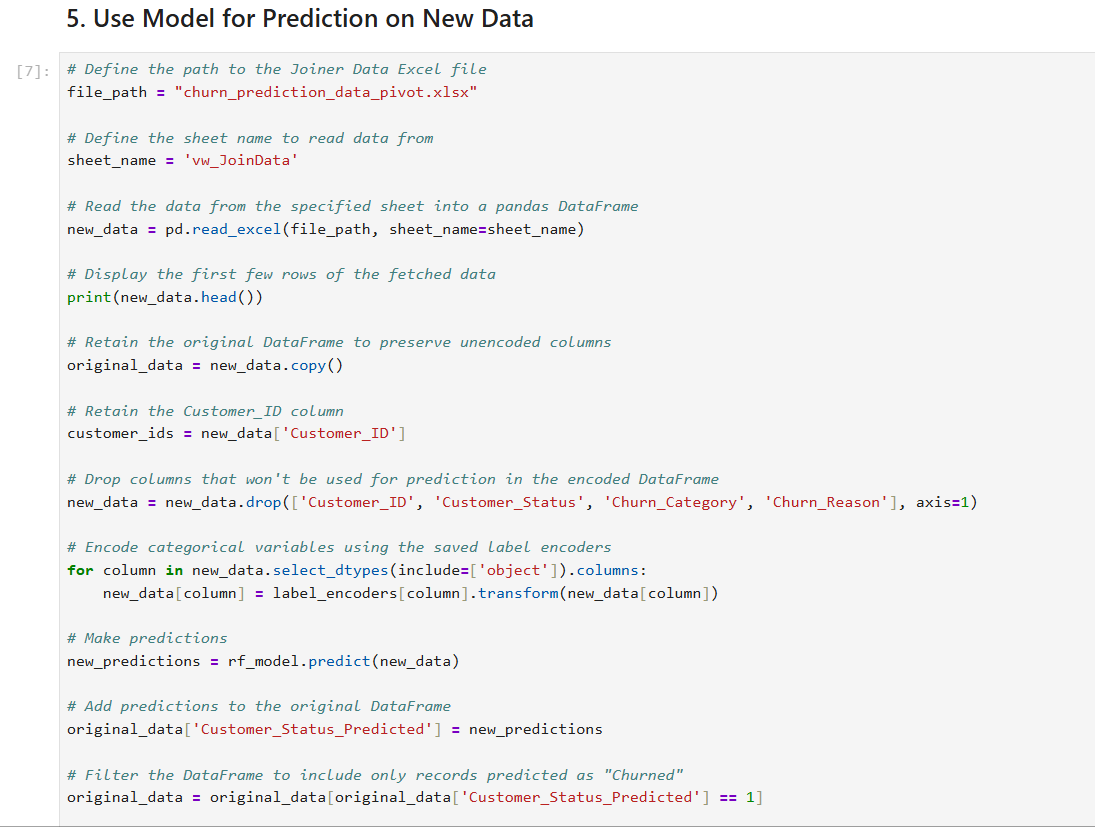 5. Use Model for Prediction on New Data
[7]:
# Define the path to the Joiner Data Excel file
file_path = "churn_prediction_data_pivot.xlsx"
# Define the sheet name to read data from
sheet_name = 'vw_JoinData'
# Read the data from the specified sheet into a pandas DataFrame
new_data = pd.read_excel(file_path, sheet_name=sheet_name)
# Display the first few rows of the fetched data
print(new_data.head())
# Retain the original DataFrame to preserve unencoded columns
original_data = new_data.copy()
# Retain the Customer_ID column
customer_ids = new_data['Customer_ID']
# Drop columns that won't be used for prediction in the encoded DataFrame
new_data = new_data.drop(['Customer_ID', 'Customer_Status', 'Churn_Category', 'Churn_Reason'], axis=1)
# Encode categorical variables using the saved label encoders
for column in new_data.select_dtypes(include=['object']).columns:
    new_data[column] = label_encoders[column].transform(new_data[column])
# Make predictions
new_predictions = rf_model.predict(new_data)
# Add predictions to the original DataFrame
original_data['Customer_Status_Predicted'] = new_predictions
# Filter the DataFrame to include only records predicted as "Churned"
original_data = original_data[original_data['Customer_Status_Predicted'] == 1]